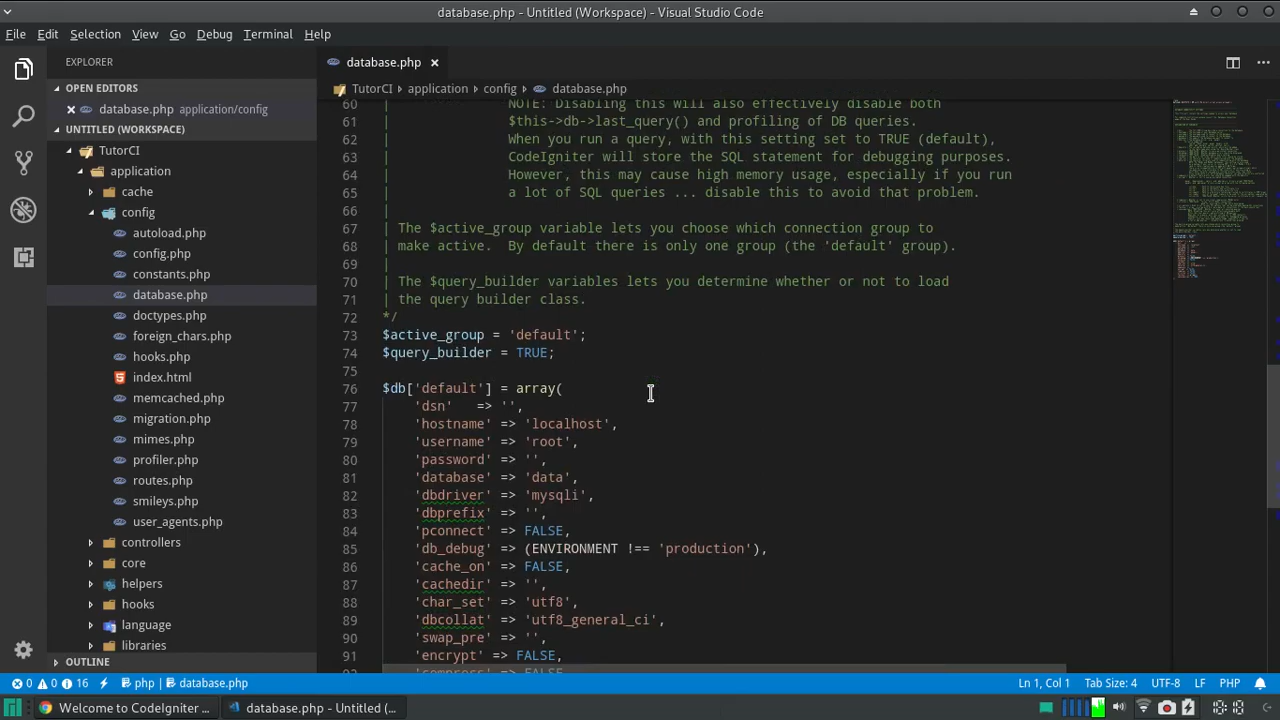 database.php - Untitled (Workspace) - Visual Studio Code
File Edit Selection View Go Debug Terminal Help
EXPLORER
OPEN EDITORS
database.php application/config
UNTITLED (WORKSPACE)
TutorCI
application
cache
config
autoload.php
config.php
constants.php
database.php
doctypes.php
foreign_chars.php
hooks.php
index.html
memcached.php
migration.php
mimes.php
profiler.php
routes.php
smileys.php
user_agents.php
controllers
core
helpers
hooks
language
libraries
OUTLINE
database.php
TutorCI application config database.php
60 | NOTE: Disabling this will also effectively disable both
61 | $this->db->last_query() and profiling of DB queries.
62 | When you run a query, with this setting set to TRUE (default),
63 | CodeIgniter will store the SQL statement for debugging purposes.
64 | However, this may cause high memory usage, especially if you run
65 | a lot of SQL queries ... disable this to avoid that problem.
66 |
67 | The $active_group variable lets you choose which connection group to
68 | make active.  By default there is only one group (the 'default' group).
69 |
70 | The $query_builder variables lets you determine whether or not to load
71 | the query builder class.
72 */
73 $active_group = 'default';
74 $query_builder = TRUE;
75
76 $db['default'] = array(
77 'dsn'   => '',
78 'hostname' => 'localhost',
79 'username' => 'root',
80 'password' => '',
81 'database' => 'data',
82 'dbdriver' => 'mysqli',
83 'dbprefix' => '',
84 'pconnect' => FALSE,
85 'db_debug' => (ENVIRONMENT !== 'production'),
86 'cache_on' => FALSE,
87 'cachedir' => '',
88 'char_set' => 'utf8',
89 'dbcollat' => 'utf8_general_ci',
90 'swap_pre' => '',
91 'encrypt' => FALSE,
92 'compress' => FALSE
0 0 16 php database.php Ln 1, Col 1 Tab Size: 4 UTF-8 LF PHP
Welcome to CodeIgniter ... database.php - Untitled (...